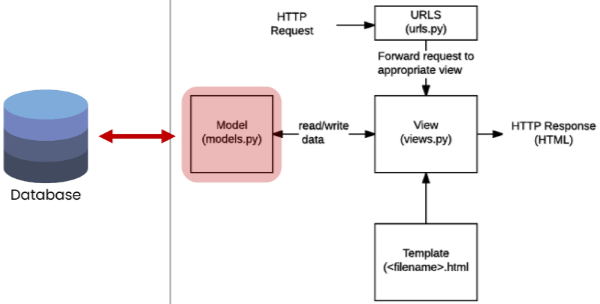 HTTP
Request
URLS
(urls.py)
Forward request to
appropriate view
Model
(models.py)
read/write
data
View
(views.py)
HTTP Response
(HTML)
Database
Template
(<filename>.html